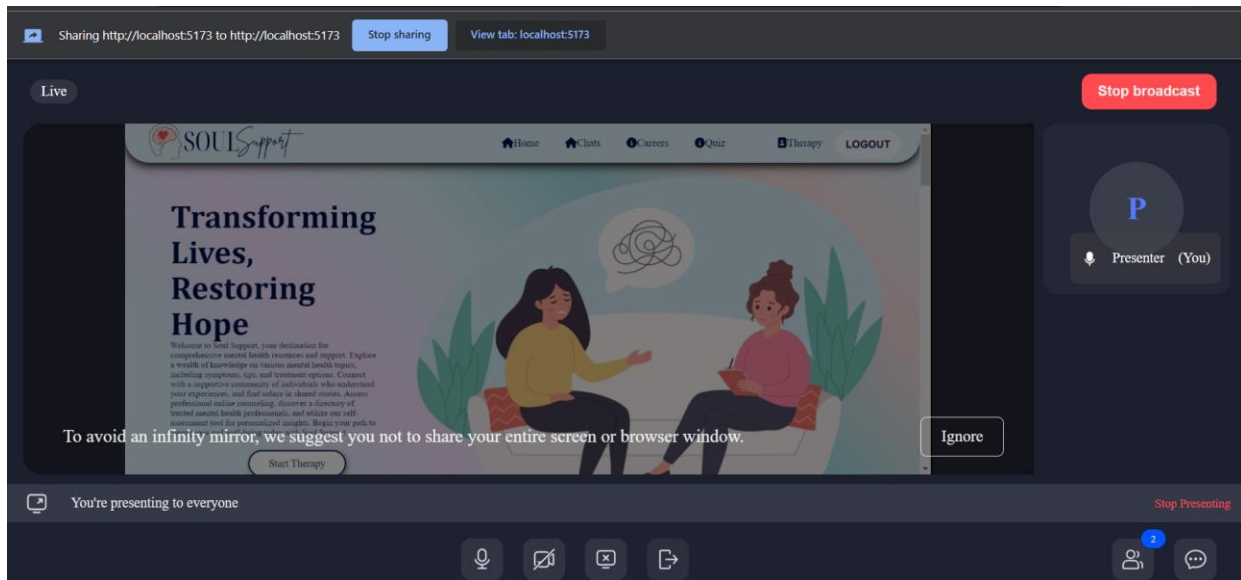 Sharing http://localhost:5173 to http://localhost:5173
Stop sharing
View tab: localhost:5173
Live
Stop broadcast
SOULSupport
Home
Chats
Careers
Quiz
Therapy
LOGOUT
Transforming
Lives,
Restoring
Hope
Welcome to Soul Support, your destination for
comprehensive mental health resources and support. Explore
a wealth of knowledge on various mental health topics,
including symptoms, tips, and treatment options. Connect
with a supportive community of individuals who understand
your experiences, and find solace in shared stories. Access
professional online counseling, discover a directory of
trusted mental health professionals, and utilize our self-
assessment tool for personalized insights. Begin your path to
To avoid an infinity mirror, we suggest you not to share your entire screen or browser window.
Ignore
Start Therapy
P
Presenter (You)
You're presenting to everyone
Stop Presenting
2